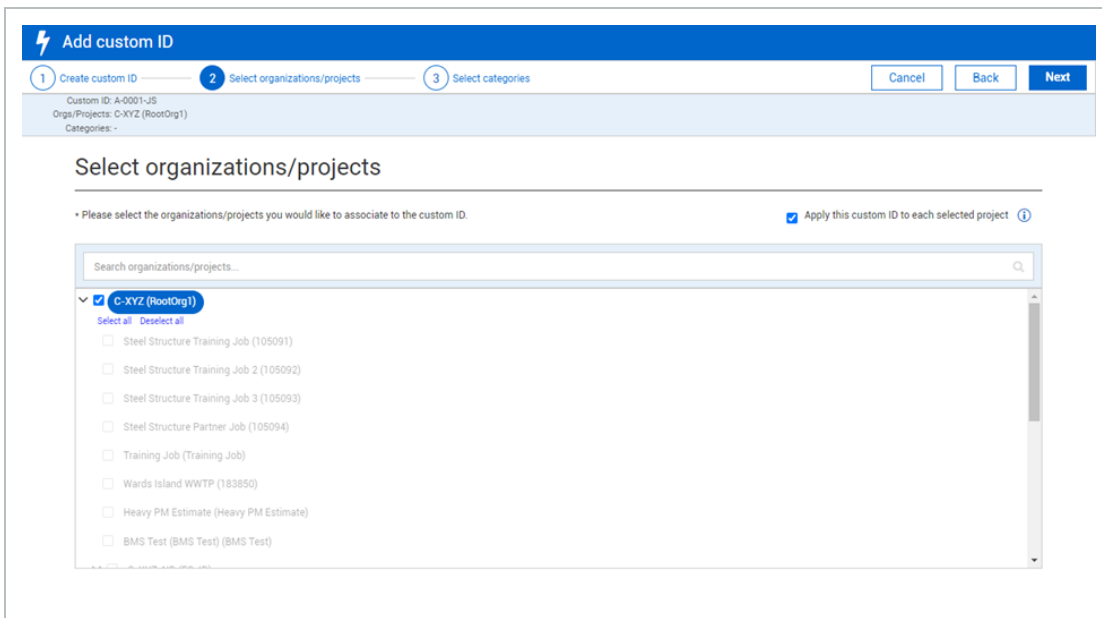 Add custom ID
1 Create custom ID 2 Select organizations/projects 3 Select categories Cancel Back Next
Custom ID: A-0001-JS
Orgs/Projects: C-XYZ (RootOrg1)
Categories: -
Select organizations/projects
• Please select the organizations/projects you would like to associate to the custom ID. Apply this custom ID to each selected project i
Search organizations/projects...
C-XYZ (RootOrg1)
Select all Deselect all
Steel Structure Training Job (105091)
Steel Structure Training Job 2 (105092)
Steel Structure Training Job 3 (105093)
Steel Structure Partner Job (105094)
Training Job (Training Job)
Wards Island WWTP (183850)
Heavy PM Estimate (Heavy PM Estimate)
BMS Test (BMS Test) (BMS Test)